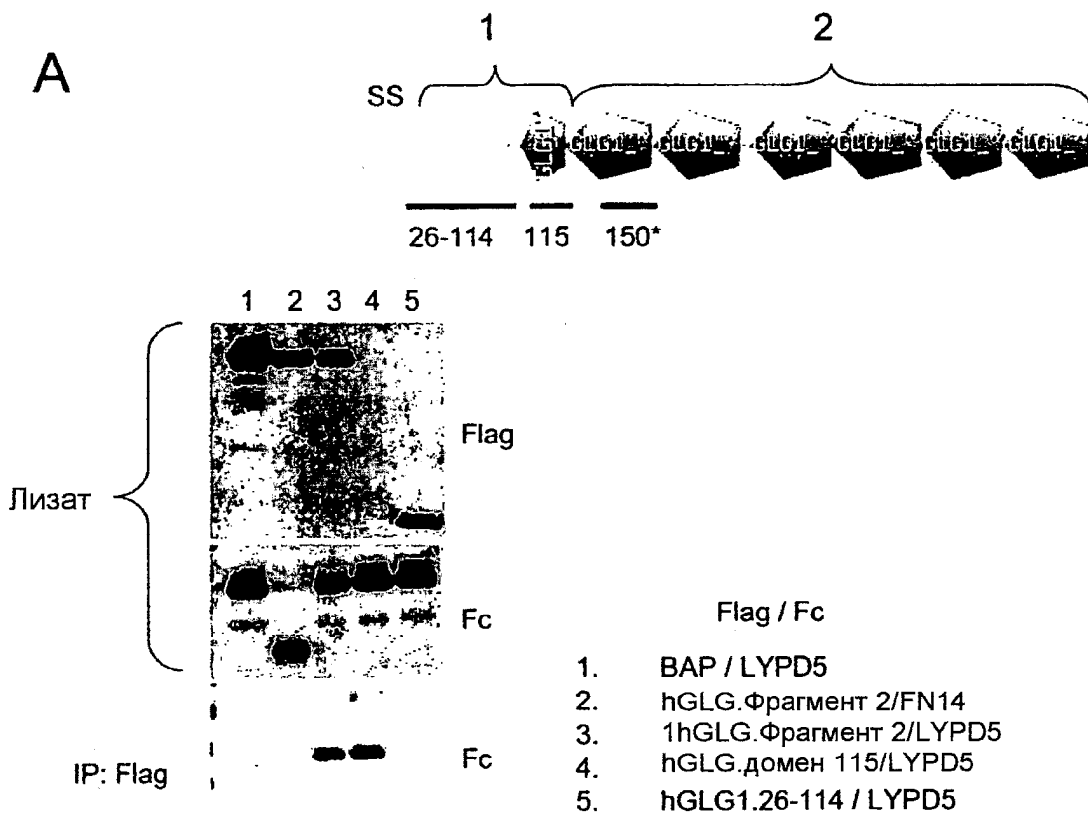 A
1 2
SS
26-114 115 150*
1 2 3 4 5
Лизат
Flag
Fc
IP: Flag
Fc
Flag / Fc
1. BAP / LYPD5
2. hGLG.Фрагмент 2/FN14
3. 1hGLG.Фрагмент 2/LYPD5
4. hGLG.домен 115/LYPD5
5. hGLG1.26-114 / LYPD5